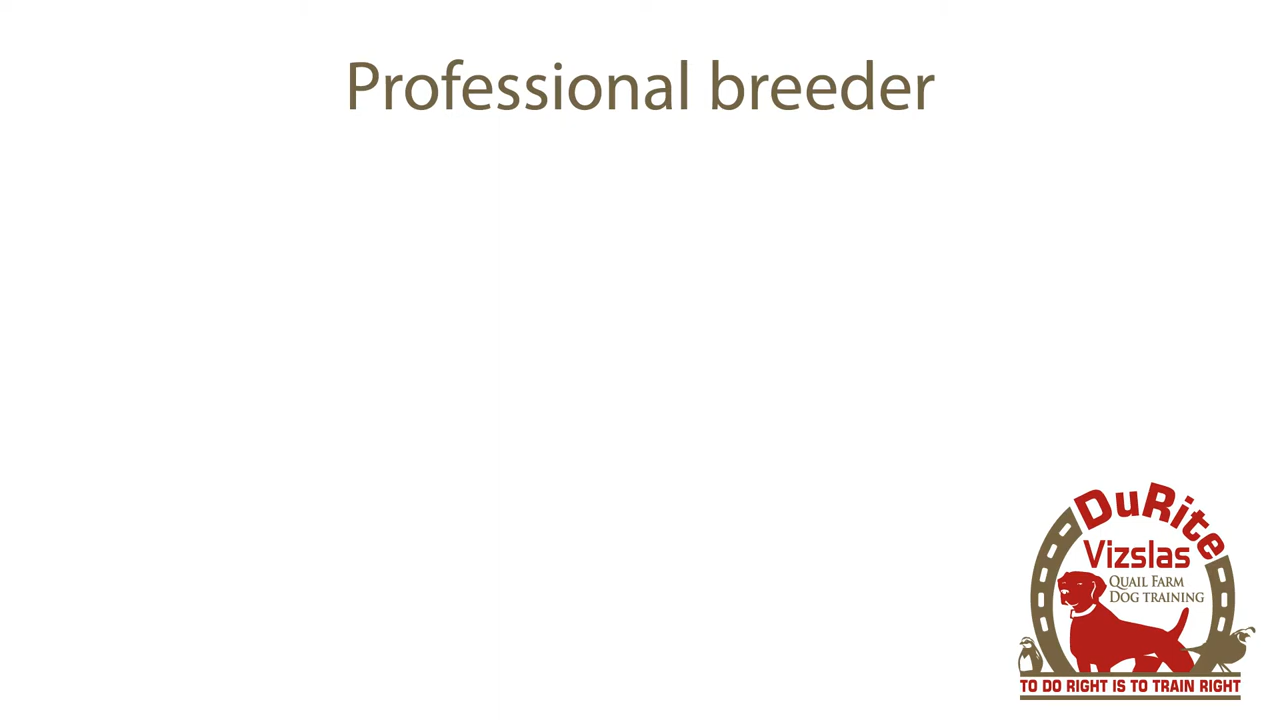 Professional breeder
DuRite
Vizslas
Quail Farm
Dog training
TO DO RIGHT IS TO TRAIN RIGHT